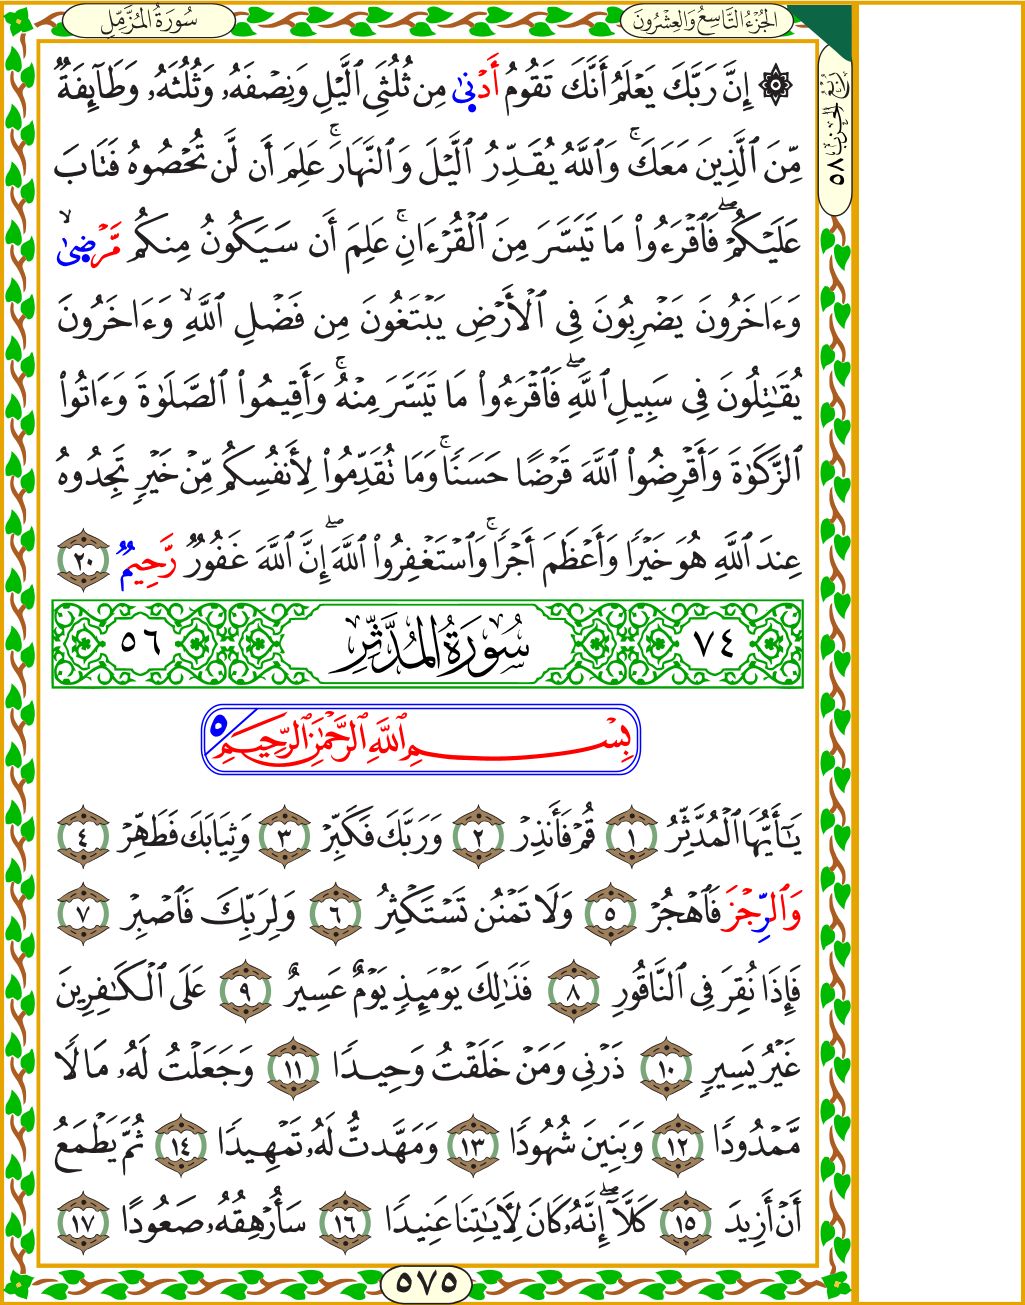 سُورَةُ المُزَّمِّل
الجُزْءُ التَّاسِعُ وَالعِشْرُونَ
۞ إِنَّ رَبَّكَ يَعْلَمُ أَنَّكَ تَقُومُ أَدْنَىٰ مِن ثُلُثَيِ ٱلَّيْلِ وَنِصْفَهُۥ وَثُلُثَهُۥ وَطَآئِفَةٌ
مِّنَ ٱلَّذِينَ مَعَكَۚ وَٱللَّهُ يُقَدِّرُ ٱلَّيْلَ وَٱلنَّهَارَۚ عَلِمَ أَن لَّن تُحْصُوهُ فَتَابَ
عَلَيْكُمْۖ فَٱقْرَءُوا۟ مَا تَيَسَّرَ مِنَ ٱلْقُرْءَانِۚ عَلِمَ أَن سَيَكُونُ مِنكُم مَّرْضَىٰۙ
وَءَاخَرُونَ يَضْرِبُونَ فِى ٱلْأَرْضِ يَبْتَغُونَ مِن فَضْلِ ٱللَّهِۙ وَءَاخَرُونَ
يُقَٰتِلُونَ فِى سَبِيلِ ٱللَّهِۖ فَٱقْرَءُوا۟ مَا تَيَسَّرَ مِنْهُۚ وَأَقِيمُوا۟ ٱلصَّلَوٰةَ وَءَاتُوا۟
ٱلزَّكَوٰةَ وَأَقْرِضُوا۟ ٱللَّهَ قَرْضًا حَسَنًاۚ وَمَا تُقَدِّمُوا۟ لِأَنفُسِكُم مِّنْ خَيْرٍ تَجِدُوهُ
عِندَ ٱللَّهِ هُوَ خَيْرًا وَأَعْظَمَ أَجْرًاۚ وَٱسْتَغْفِرُوا۟ ٱللَّهَۖ إِنَّ ٱللَّهَ غَفُورٌ رَّحِيمٌۢ ٢٠
٧٤ سُورَةُ المُدَّثِّر ٥٦
بِسْمِ ٱللَّهِ ٱلرَّحْمَٰنِ ٱلرَّحِيمِ ٥
يَٰٓأَيُّهَا ٱلْمُدَّثِّرُ ١ قُمْ فَأَنذِرْ ٢ وَرَبَّكَ فَكَبِّرْ ٣ وَثِيَابَكَ فَطَهِّرْ ٤
وَٱلرِّجْزَ فَٱهْجُرْ ٥ وَلَا تَمْنُن تَسْتَكْثِرُ ٦ وَلِرَبِّكَ فَٱصْبِرْ ٧
فَإِذَا نُقِرَ فِى ٱلنَّاقُورِ ٨ فَذَٰلِكَ يَوْمَئِذٍ يَوْمٌ عَسِيرٌ ٩ عَلَى ٱلْكَٰفِرِينَ
غَيْرُ يَسِيرٍ ١٠ ذَرْنِى وَمَنْ خَلَقْتُ وَحِيدًا ١١ وَجَعَلْتُ لَهُۥ مَالًا
مَّمْدُودًا ١٢ وَبَنِينَ شُهُودًا ١٣ وَمَهَّدتُّ لَهُۥ تَمْهِيدًا ١٤ ثُمَّ يَطْمَعُ
أَنْ أَزِيدَ ١٥ كَلَّآۖ إِنَّهُۥ كَانَ لِءَايَٰتِنَا عَنِيدًا ١٦ سَأُرْهِقُهُۥ صَعُودًا ١٧
٥٧٥